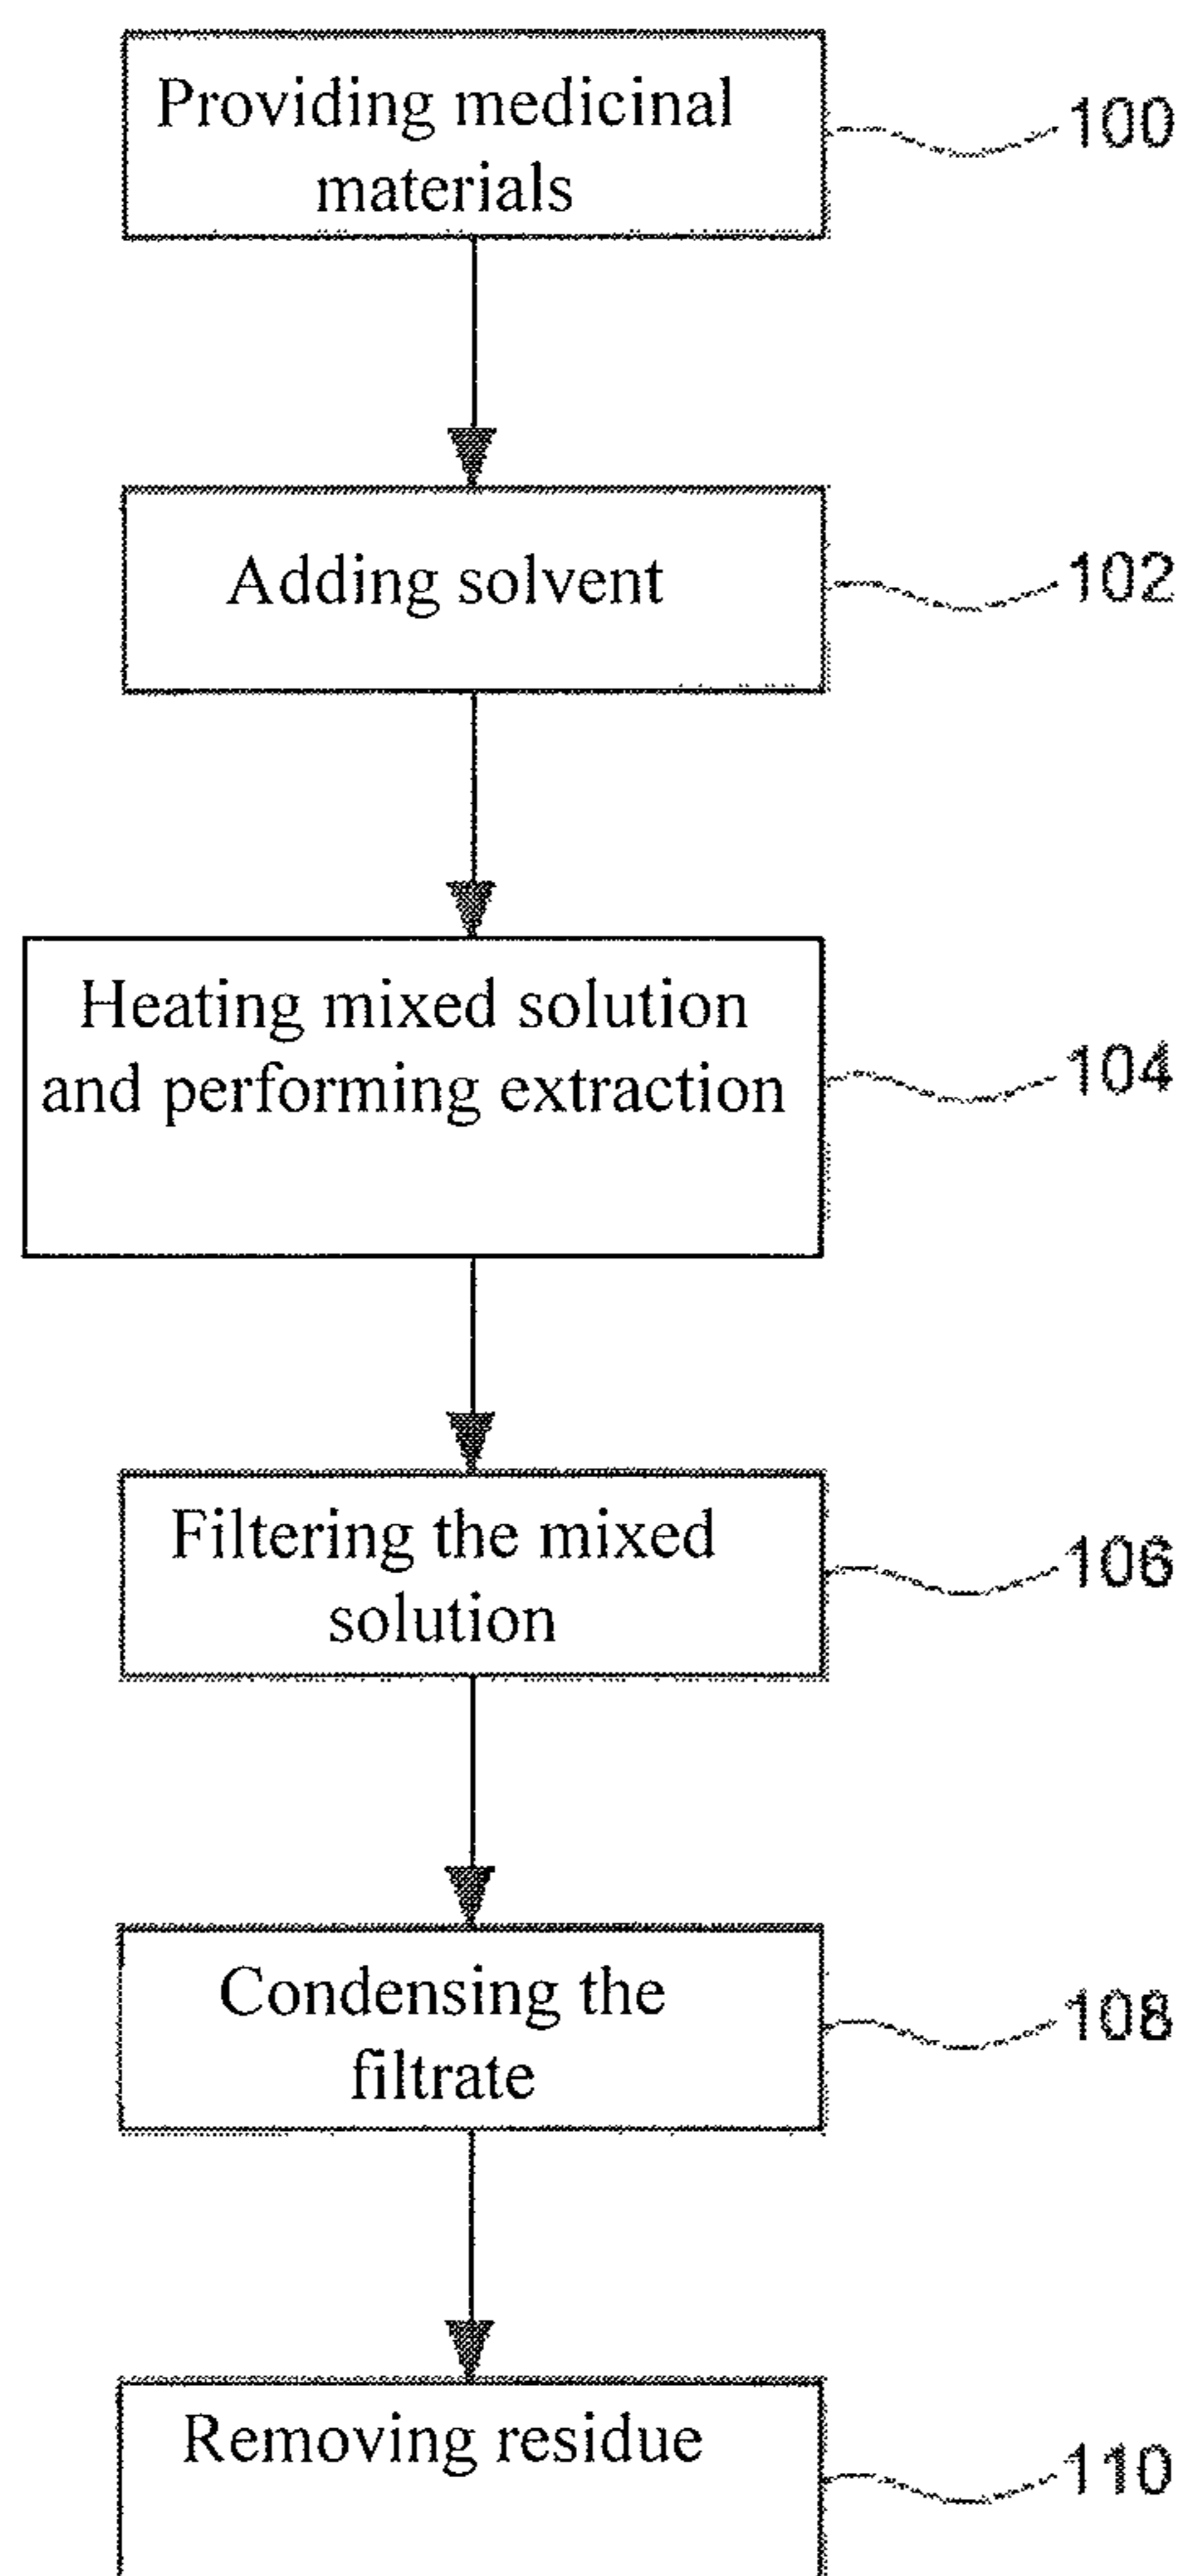 Providing medicinal
materials
100
Adding solvent
102
Heating mixed solution
and performing extraction
104
Filtering the mixed
solution
106
Condensing the
filtrate
108
Removing residue
110